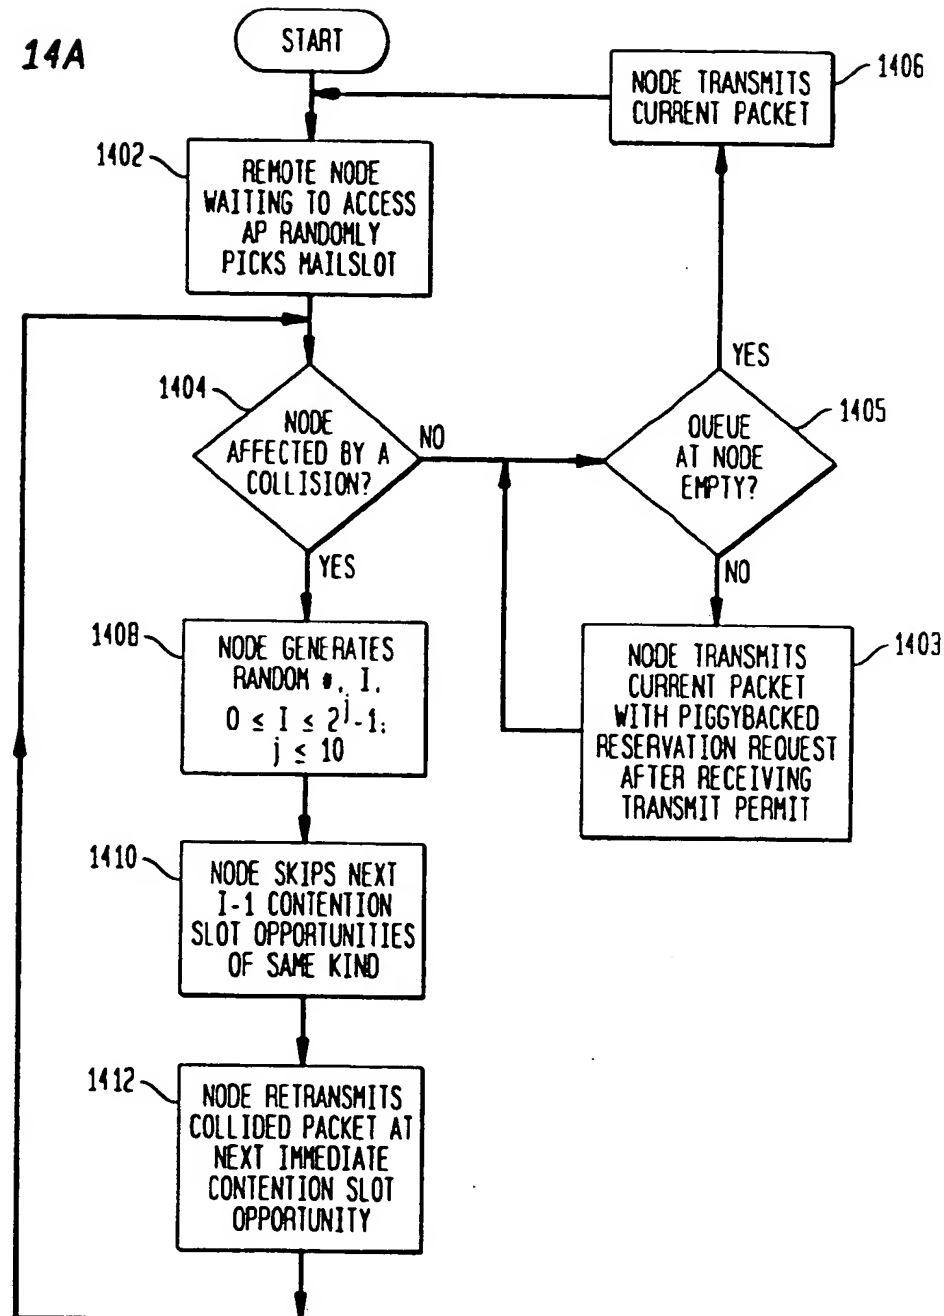 14A
START
1406
NODE TRANSMITS
CURRENT PACKET
1402
REMOTE NODE
WAITING TO ACCESS
AP RANDOMLY
PICKS MAILSLOT
1404
NODE
AFFECTED BY A
COLLISION?
NO
YES
YES
1405
QUEUE
AT NODE
EMPTY?
NO
1408
NODE GENERATES
RANDOM #, I,
0 ≤ I ≤ 2^j-1;
j ≤ 10
1403
NODE TRANSMITS
CURRENT PACKET
WITH PIGGYBACKED
RESERVATION REQUEST
AFTER RECEIVING
TRANSMIT PERMIT
1410
NODE SKIPS NEXT
I-1 CONTENTION
SLOT OPPORTUNITIES
OF SAME KIND
1412
NODE RETRANSMITS
COLLIDED PACKET AT
NEXT IMMEDIATE
CONTENTION SLOT
OPPORTUNITY